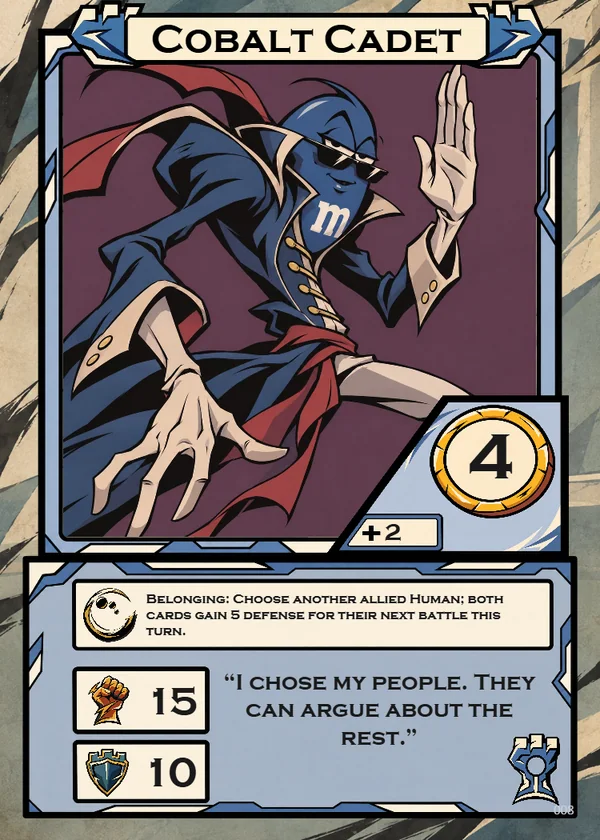 Cobalt Cadet
m
4
+2
Belonging: Choose another allied Human; both
cards gain 5 defense for their next battle this
turn.
15
“I chose my people. They
can argue about the
rest.”
10
008